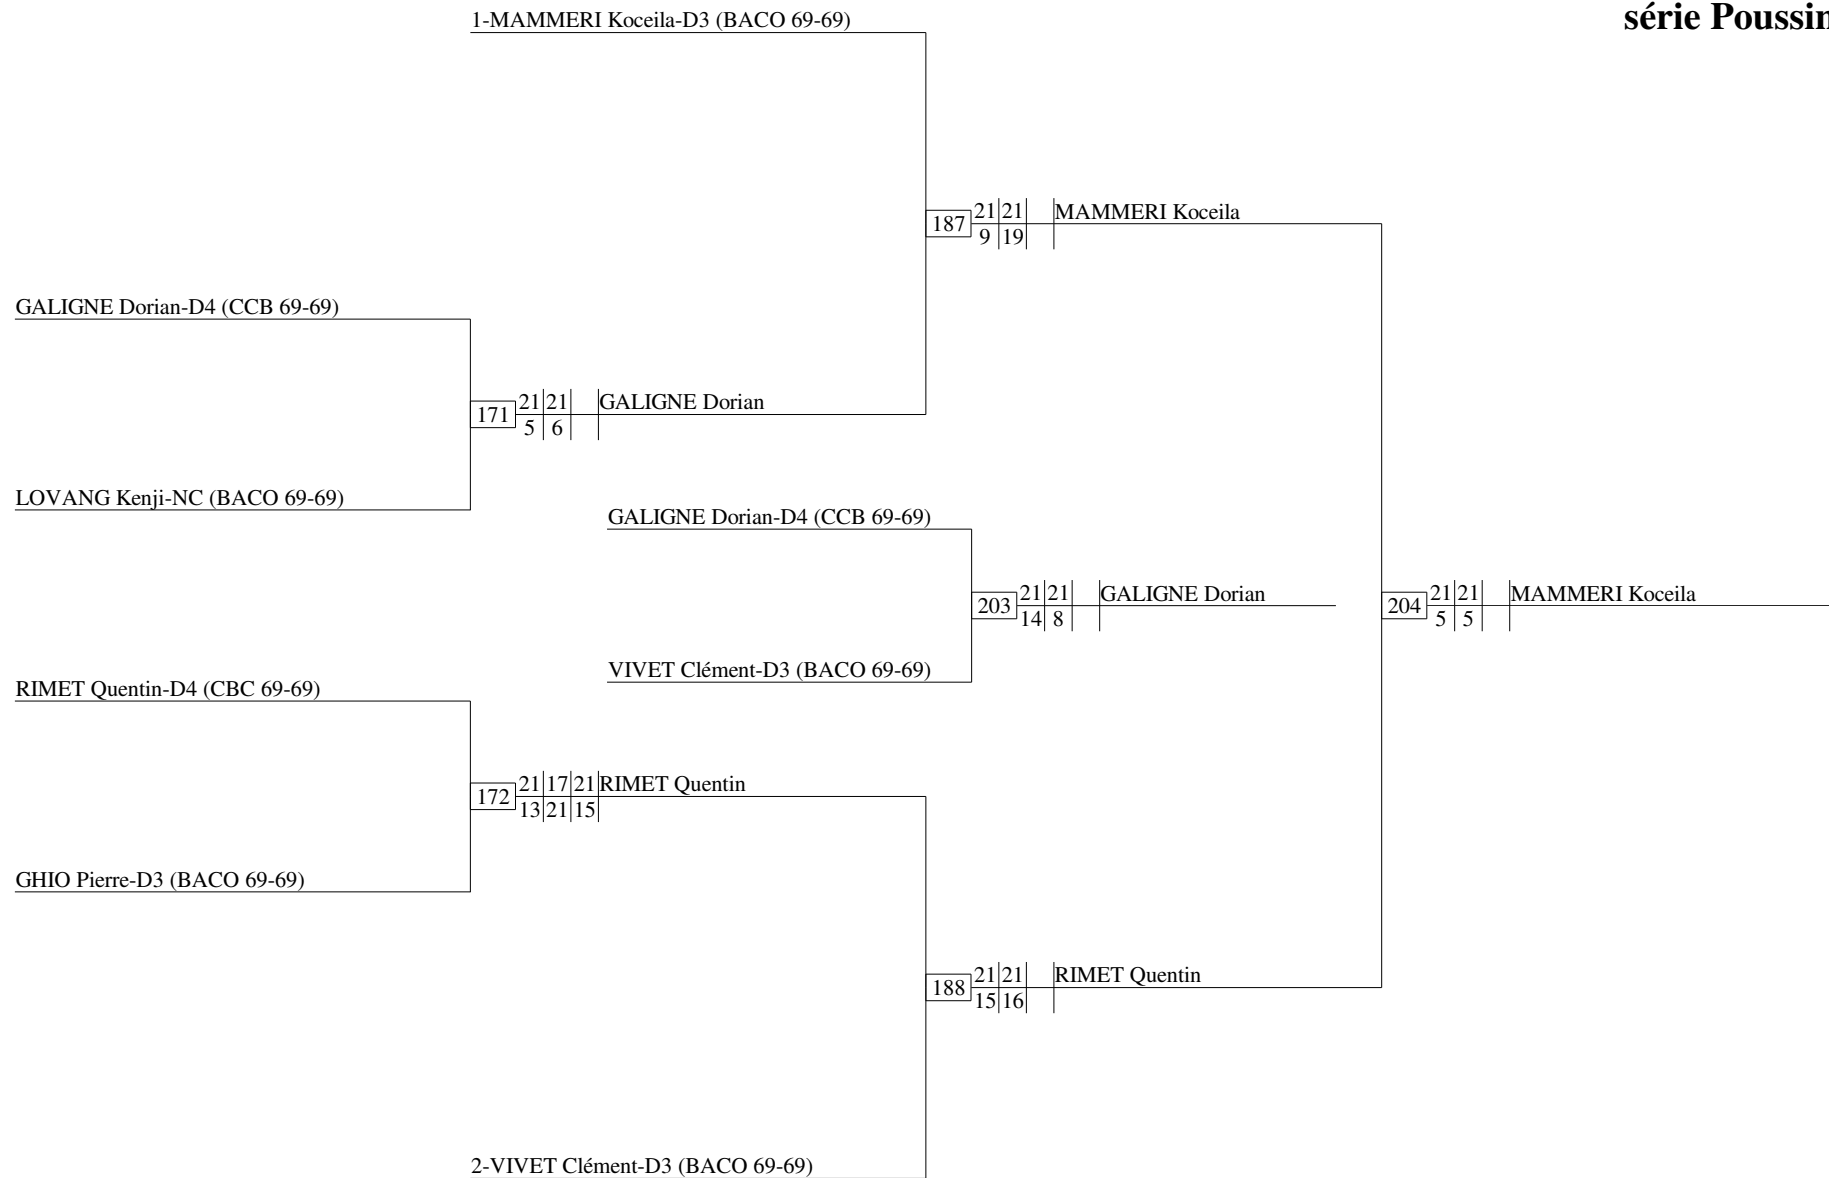 série Poussin
1-MAMMERI Koceila-D3 (BACO 69-69)
187 21 21 MAMMERI Koceila
9 19
GALIGNE Dorian-D4 (CCB 69-69)
171 21 21 GALIGNE Dorian
5 6
LOVANG Kenji-NC (BACO 69-69)
GALIGNE Dorian-D4 (CCB 69-69)
203 21 21 GALIGNE Dorian
14 8
204 21 21 MAMMERI Koceila
5 5
VIVET Clément-D3 (BACO 69-69)
RIMET Quentin-D4 (CBC 69-69)
172 21 17 21 RIMET Quentin
13 21 15
GHIO Pierre-D3 (BACO 69-69)
188 21 21 RIMET Quentin
15 16
2-VIVET Clément-D3 (BACO 69-69)